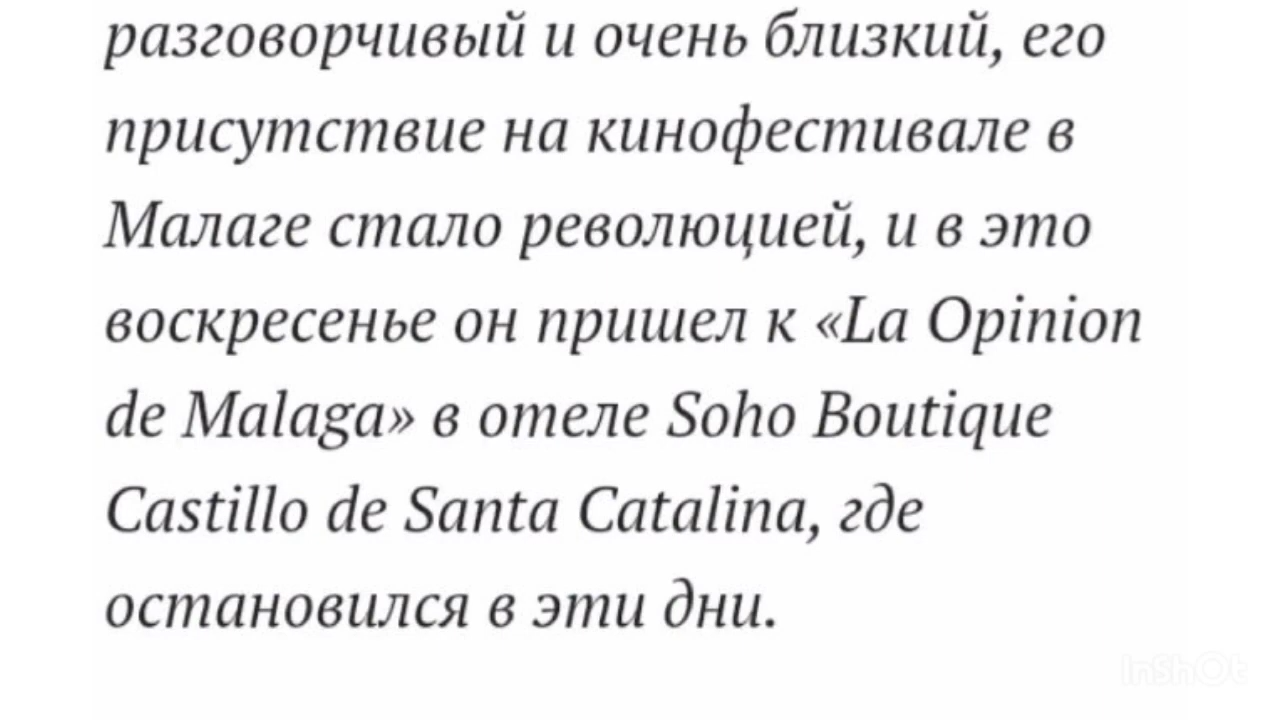 разговорчивый и очень близкий, его
присутствие на кинофестивале в
Малаге стало революцией, и в это
воскресенье он пришел к «La Opinion
de Malaga» в отеле Soho Boutique
Castillo de Santa Catalina, где
остановился в эти дни.
InShOt